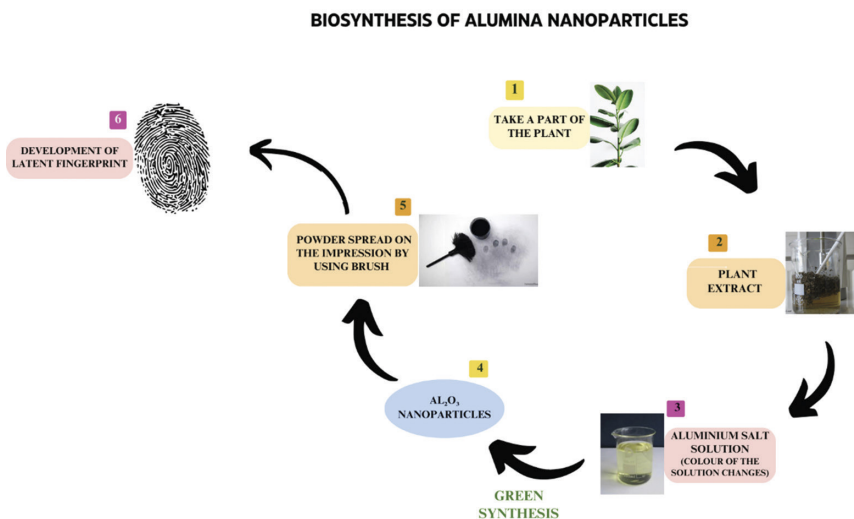 BIOSYNTHESIS OF ALUMINA NANOPARTICLES
1
TAKE A PART OF
THE PLANT
2
PLANT
EXTRACT
3
ALUMINIUM SALT
SOLUTION
(COLOUR OF THE
SOLUTION CHANGES)
GREEN
SYNTHESIS
4
AL₂O₃
NANOPARTICLES
5
POWDER SPREAD ON
THE IMPRESSION BY
USING BRUSH
6
DEVELOPMENT OF
LATENT FINGERPRINT